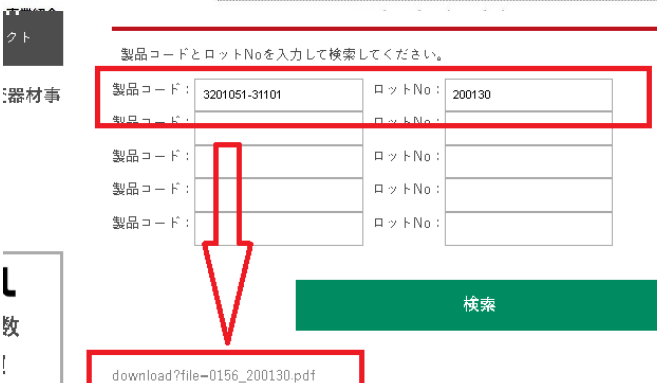 クト
器材事
製品コードとロットNoを入力して検索してください。
製品コード： 3201051-31101 ロットNo： 200130
製品コード： ロットNo：
製品コード： ロットNo：
製品コード： ロットNo：
製品コード： ロットNo：
数
検索
download?file=0156_200130.pdf